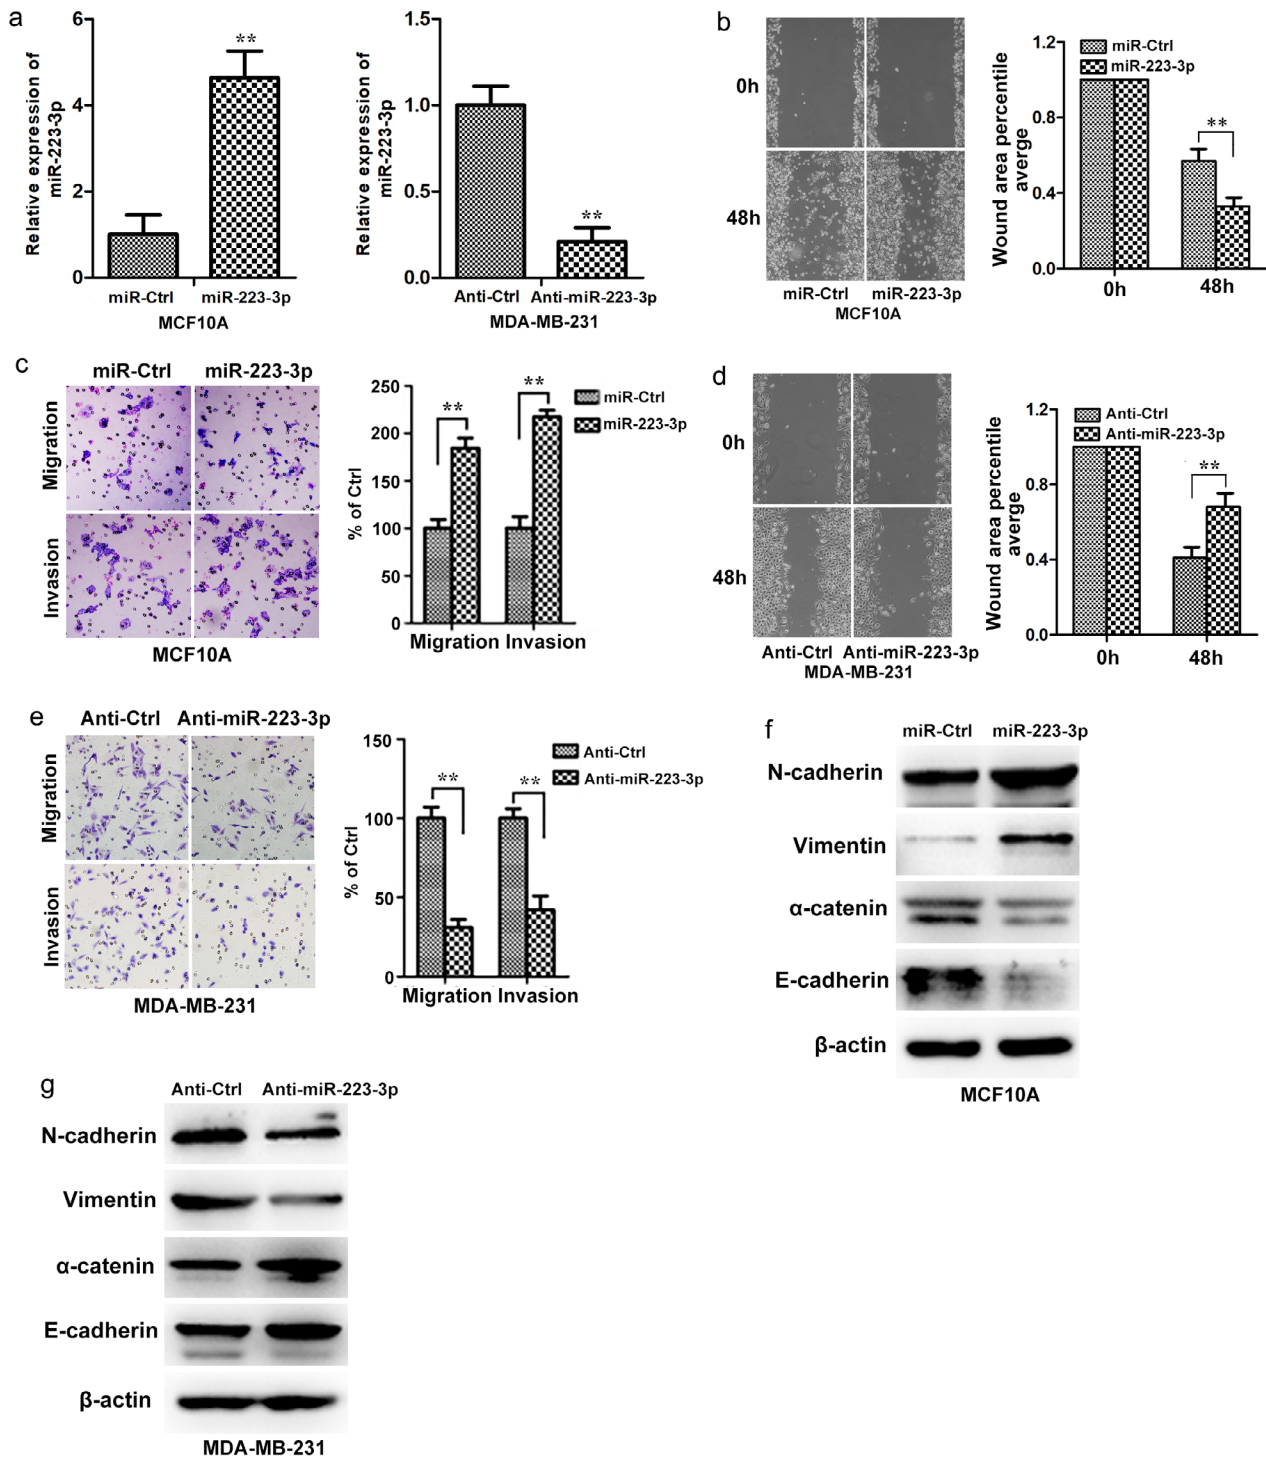 a
Relative expression of
miR-223-3p
6
4
2
0
**
miR-Ctrl
miR-223-3p
MCF10A
Relative expression of
miR-223-3p
1.5
1.0
0.5
0.0
**
Anti-Ctrl
Anti-miR-223-3p
MDA-MB-231
b
0h
48h
miR-Ctrl
miR-223-3p
MCF10A
Wound area percentile
averge
1.2
0.8
0.4
0.0
miR-Ctrl
miR-223-3p
**
0h
48h
c
miR-Ctrl
miR-223-3p
Migration
Invasion
MCF10A
% of Ctrl
250
200
150
100
50
0
**
**
miR-Ctrl
miR-223-3p
Migration
Invasion
d
0h
48h
Anti-Ctrl
Anti-miR-223-3p
MDA-MB-231
Wound area percentile
averge
1.2
0.8
0.4
0.0
Anti-Ctrl
Anti-miR-223-3p
**
0h
48h
e
Anti-Ctrl
Anti-miR-223-3p
Migration
Invasion
MDA-MB-231
% of Ctrl
150
100
50
0
**
**
Anti-Ctrl
Anti-miR-223-3p
Migration
Invasion
f
miR-Ctrl
miR-223-3p
N-cadherin
Vimentin
α-catenin
E-cadherin
β-actin
MCF10A
g
Anti-Ctrl
Anti-miR-223-3p
N-cadherin
Vimentin
α-catenin
E-cadherin
β-actin
MDA-MB-231